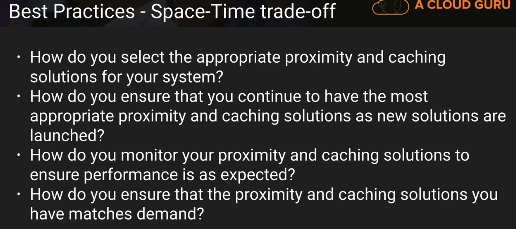 Best Practices - Space-Time trade-off
A CLOUD GURU
• How do you select the appropriate proximity and caching
solutions for your system?
• How do you ensure that you continue to have the most
appropriate proximity and caching solutions as new solutions are
launched?
• How do you monitor your proximity and caching solutions to
ensure performance is as expected?
• How do you ensure that the proximity and caching solutions you
have matches demand?